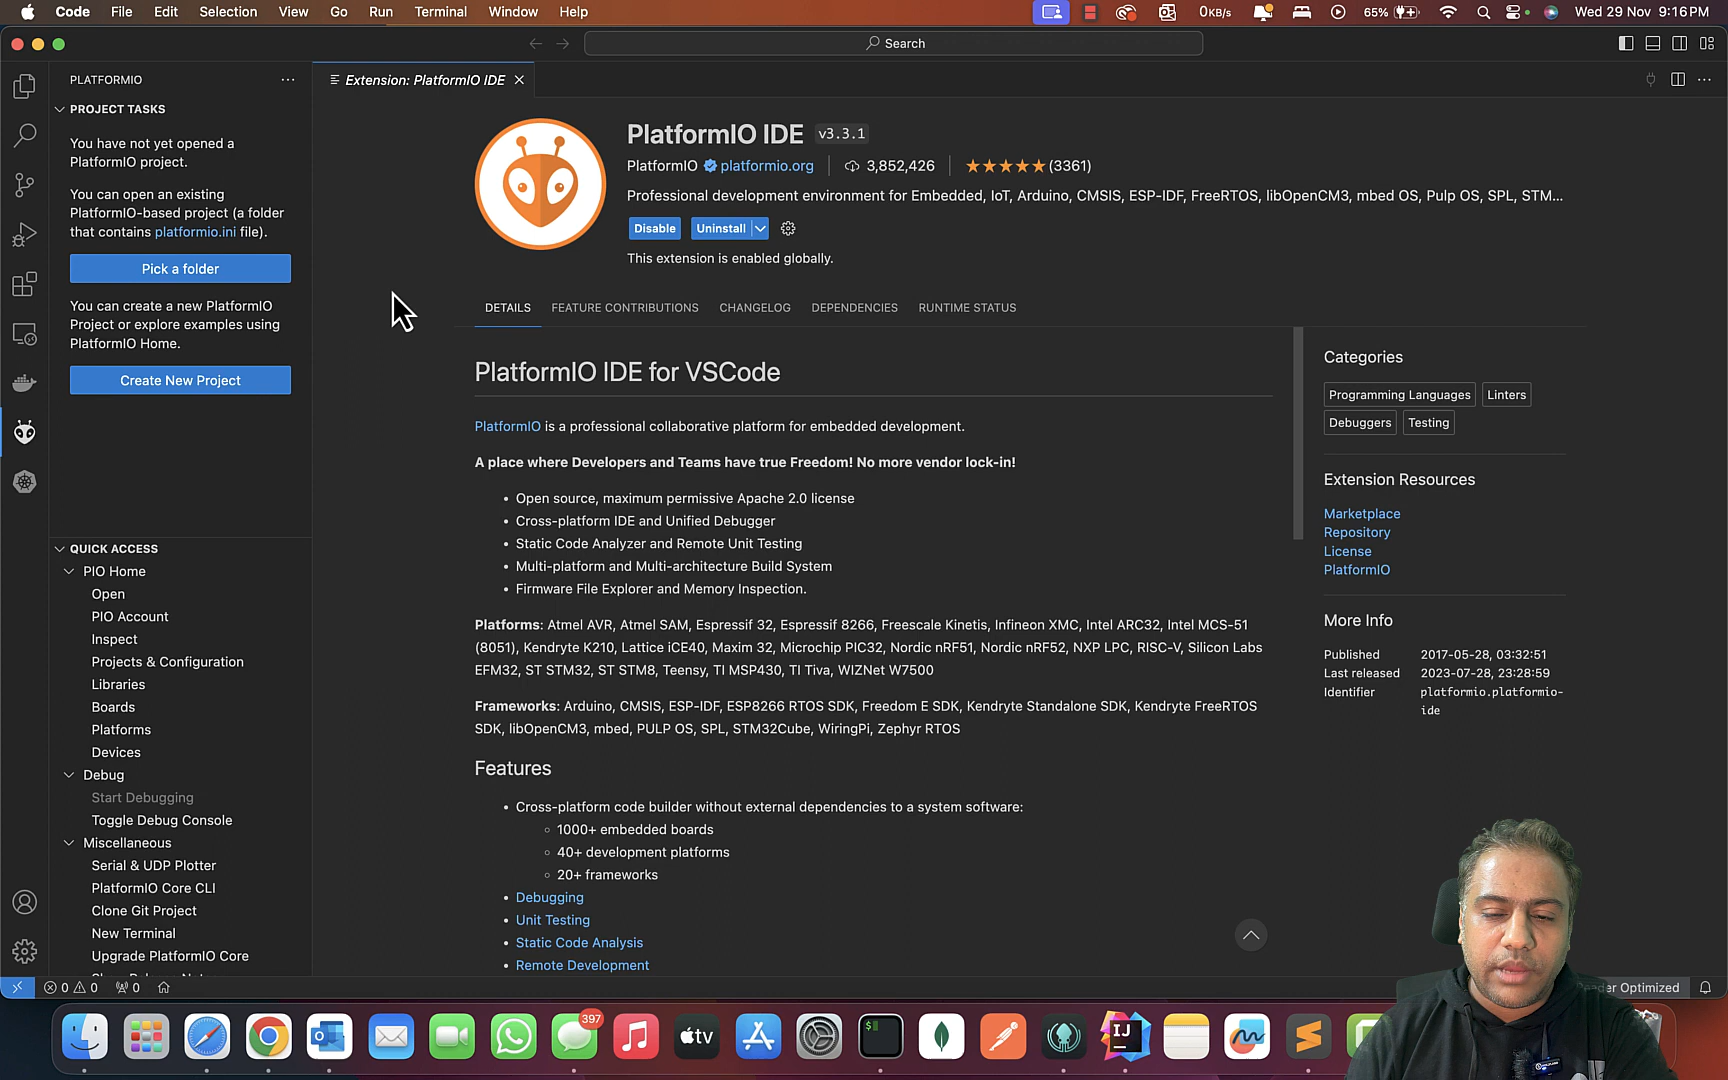 Code File Edit Selection View Go Run Terminal Window Help
0KB/s 65% Wed 29 Nov 9:16 PM
Search
PLATFORMIO
Extension: PlatformIO IDE
PROJECT TASKS
You have not yet opened a
PlatformIO project.
You can open an existing
PlatformIO-based project (a folder
that contains platformio.ini file).
Pick a folder
You can create a new PlatformIO
Project or explore examples using
PlatformIO Home.
Create New Project
QUICK ACCESS
PIO Home
Open
PIO Account
Inspect
Projects & Configuration
Libraries
Boards
Platforms
Devices
Debug
Start Debugging
Toggle Debug Console
Miscellaneous
Serial & UDP Plotter
PlatformIO Core CLI
Clone Git Project
New Terminal
Upgrade PlatformIO Core
PlatformIO IDE v3.3.1
PlatformIO platformio.org 3,852,426 (3361)
Professional development environment for Embedded, IoT, Arduino, CMSIS, ESP-IDF, FreeRTOS, libOpenCM3, mbed OS, Pulp OS, SPL, STM...
Disable Uninstall
This extension is enabled globally.
DETAILS FEATURE CONTRIBUTIONS CHANGELOG DEPENDENCIES RUNTIME STATUS
PlatformIO IDE for VSCode
PlatformIO is a professional collaborative platform for embedded development.
A place where Developers and Teams have true Freedom! No more vendor lock-in!
• Open source, maximum permissive Apache 2.0 license
• Cross-platform IDE and Unified Debugger
• Static Code Analyzer and Remote Unit Testing
• Multi-platform and Multi-architecture Build System
• Firmware File Explorer and Memory Inspection.
Platforms: Atmel AVR, Atmel SAM, Espressif 32, Espressif 8266, Freescale Kinetis, Infineon XMC, Intel ARC32, Intel MCS-51
(8051), Kendryte K210, Lattice iCE40, Maxim 32, Microchip PIC32, Nordic nRF51, Nordic nRF52, NXP LPC, RISC-V, Silicon Labs
EFM32, ST STM32, ST STM8, Teensy, TI MSP430, TI Tiva, WIZNet W7500
Frameworks: Arduino, CMSIS, ESP-IDF, ESP8266 RTOS SDK, Freedom E SDK, Kendryte Standalone SDK, Kendryte FreeRTOS
SDK, libOpenCM3, mbed, PULP OS, SPL, STM32Cube, WiringPi, Zephyr RTOS
Features
• Cross-platform code builder without external dependencies to a system software:
◦ 1000+ embedded boards
◦ 40+ development platforms
◦ 20+ frameworks
• Debugging
• Unit Testing
• Static Code Analysis
• Remote Development
Categories
Programming Languages Linters
Debuggers Testing
Extension Resources
Marketplace
Repository
License
PlatformIO
More Info
Published 2017-05-28, 03:32:51
Last released 2023-07-28, 23:28:59
Identifier platformio.platformio-
ide
0 0 0
Optimized
397
tv
$
IJ